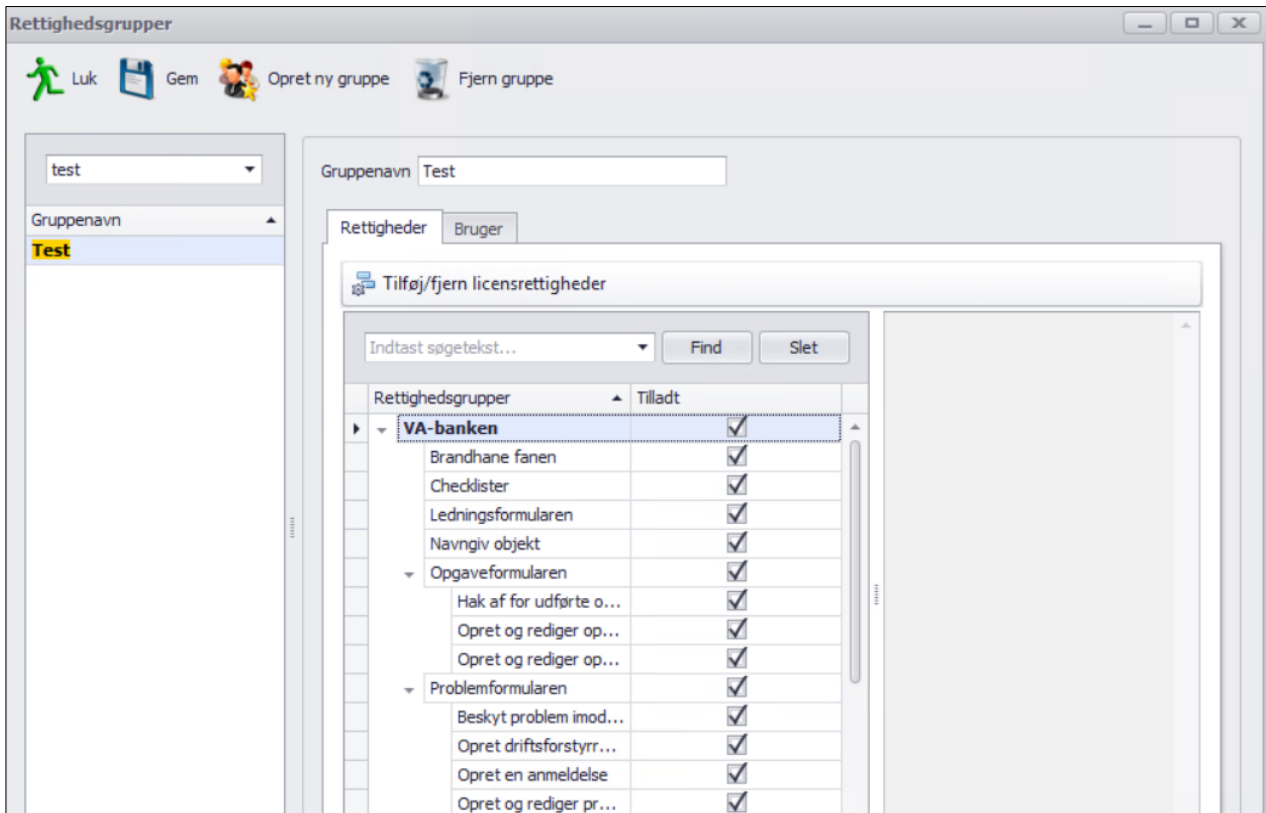 Rettighedsgrupper
Luk Gem Opret ny gruppe Fjern gruppe
test
Gruppenavn
Test
Gruppenavn Test
Rettigheder Bruger
Tilføj/fjern licensrettigheder
Indtast søgetekst... Find Slet
Rettighedsgrupper Tilladt
VA-banken
Brandhane fanen
Checklister
Ledningsformularen
Navngiv objekt
Opgaveformularen
Hak af for udførte o...
Opret og rediger op...
Opret og rediger op...
Problemformularen
Beskyt problem imod...
Opret driftsforstyrr...
Opret en anmeldelse
Opret og rediger pr...